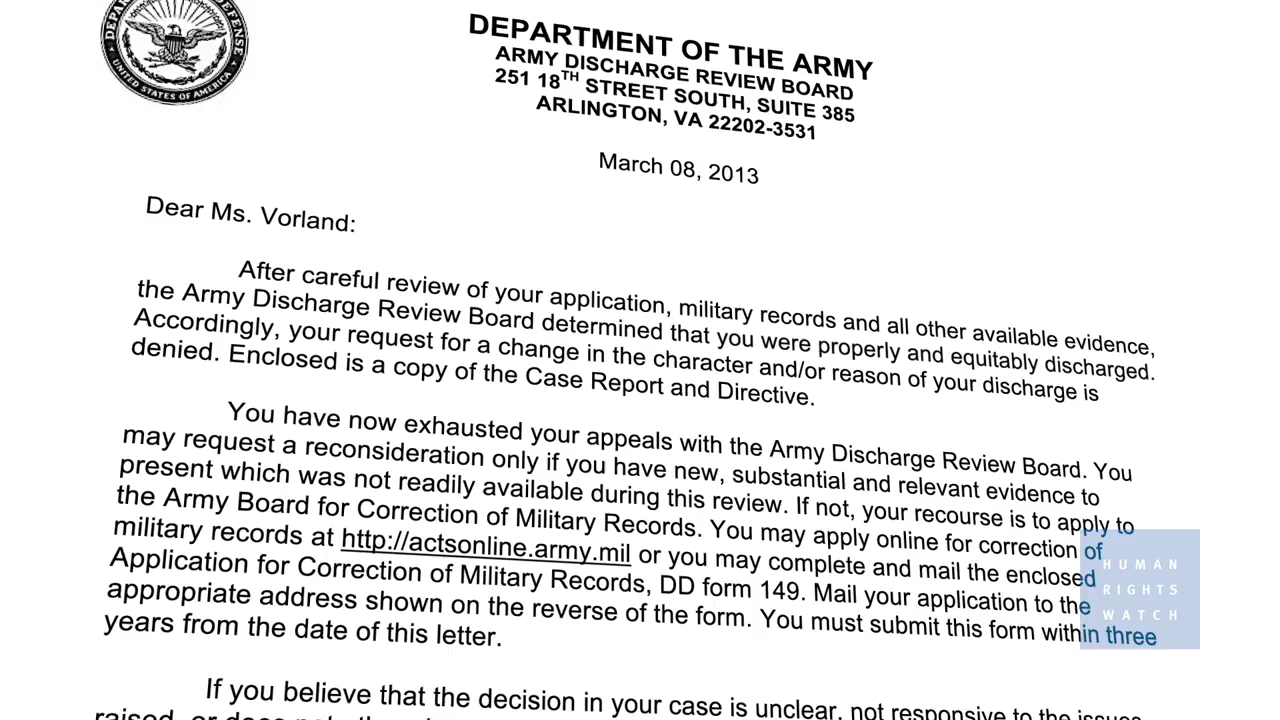 DEPARTMENT OF THE ARMY
ARMY DISCHARGE REVIEW BOARD
251 18TH STREET SOUTH, SUITE 385
ARLINGTON, VA 22202-3531
UNITED STATES OF AMERICA
March 08, 2013
Dear Ms. Vorland:
After careful review of your application, military records and all other available evidence,
the Army Discharge Review Board determined that you were properly and equitably discharged.
Accordingly, your request for a change in the character and/or reason of your discharge is
denied. Enclosed is a copy of the Case Report and Directive.
You have now exhausted your appeals with the Army Discharge Review Board. You
may request a reconsideration only if you have new, substantial and relevant evidence to
present which was not readily available during this review. If not, your recourse is to apply to
the Army Board for Correction of Military Records. You may apply online for correction of
military records at http://actsonline.army.mil or you may complete and mail the enclosed
Application for Correction of Military Records, DD form 149. Mail your application to the
appropriate address shown on the reverse of the form. You must submit this form within three
years from the date of this letter.
HUMAN
RIGHTS
WATCH
If you believe that the decision in your case is unclear, not responsive to the issues